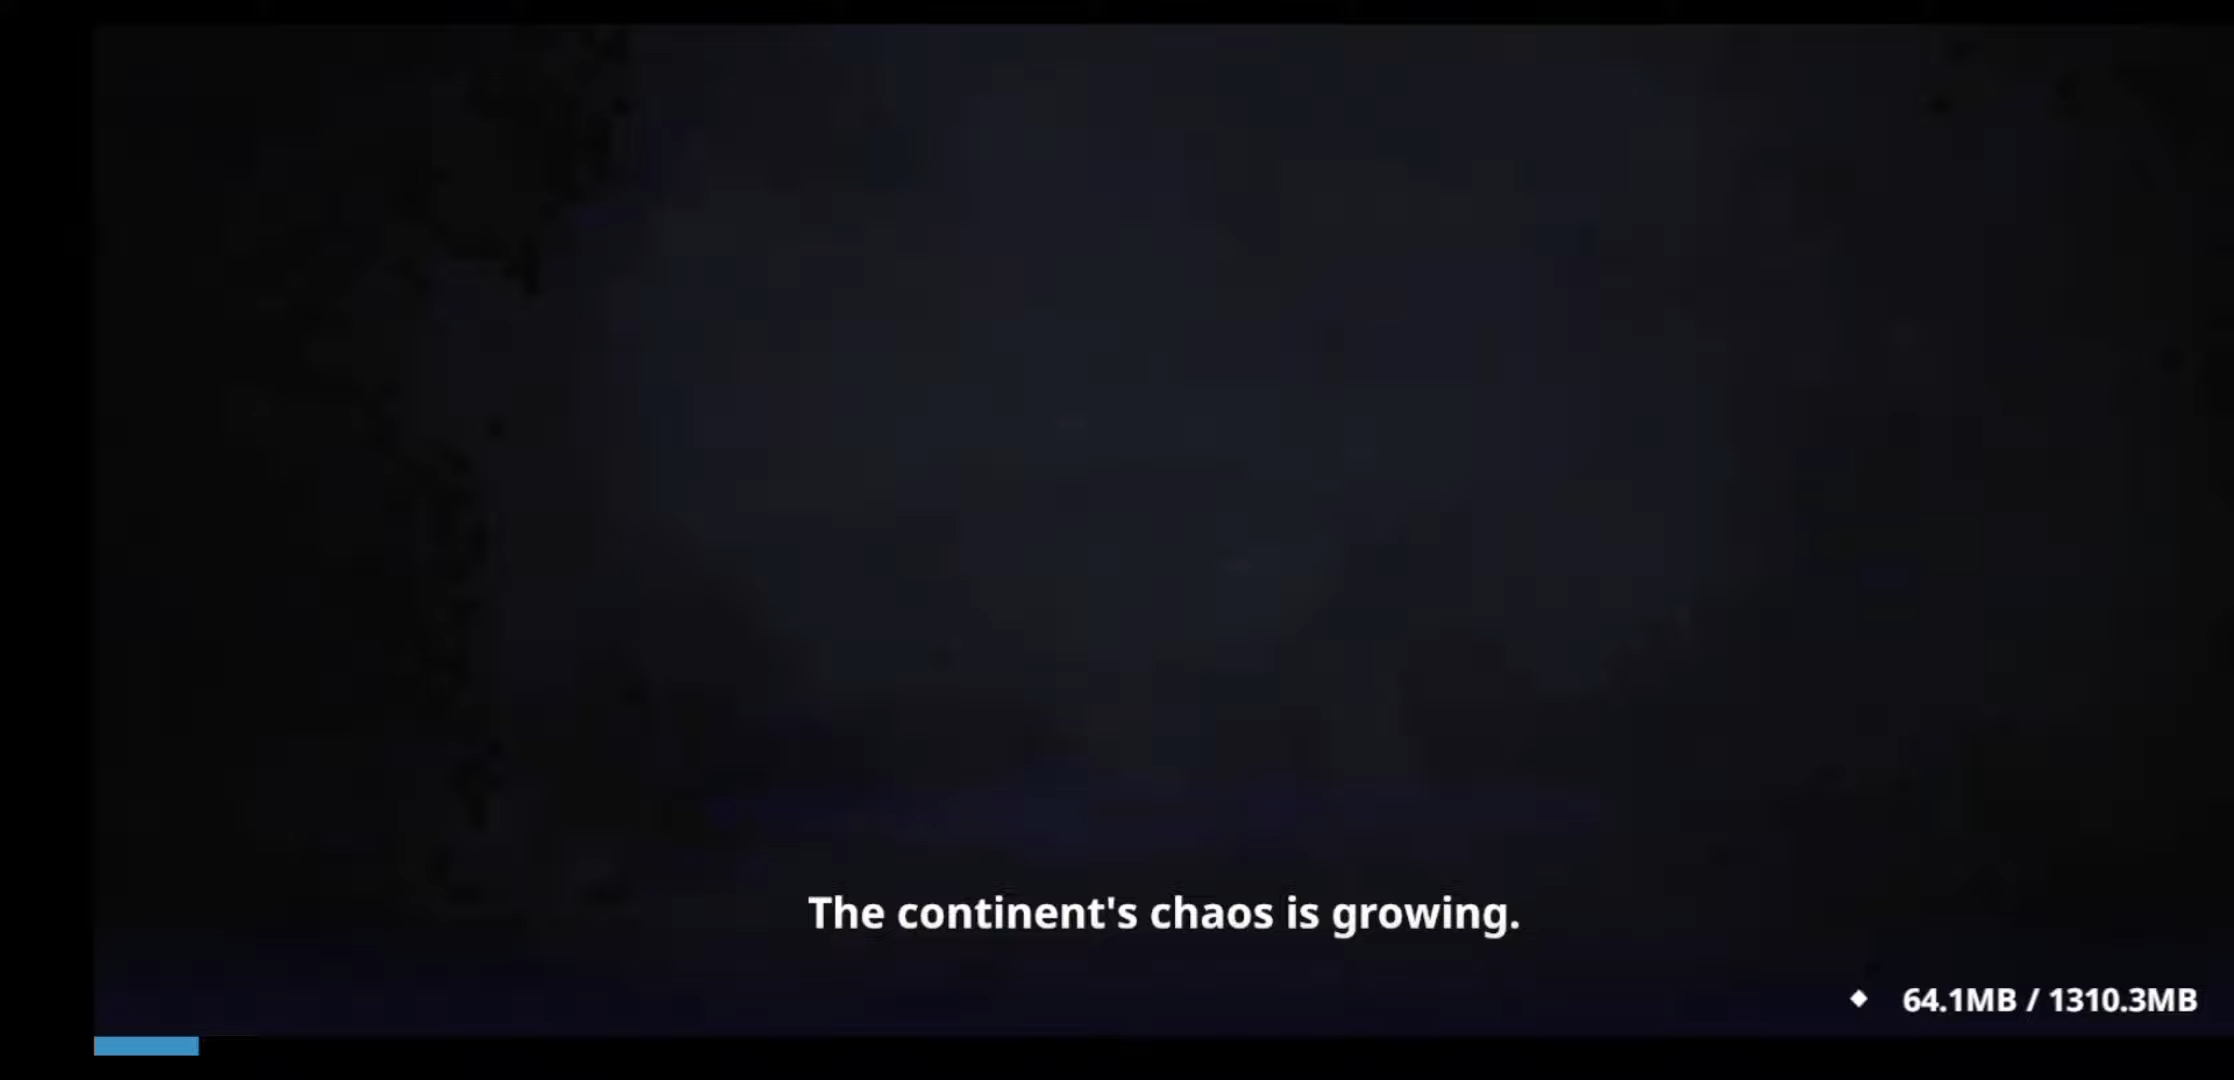 The continent's chaos is growing.
64.1MB / 1310.3MB